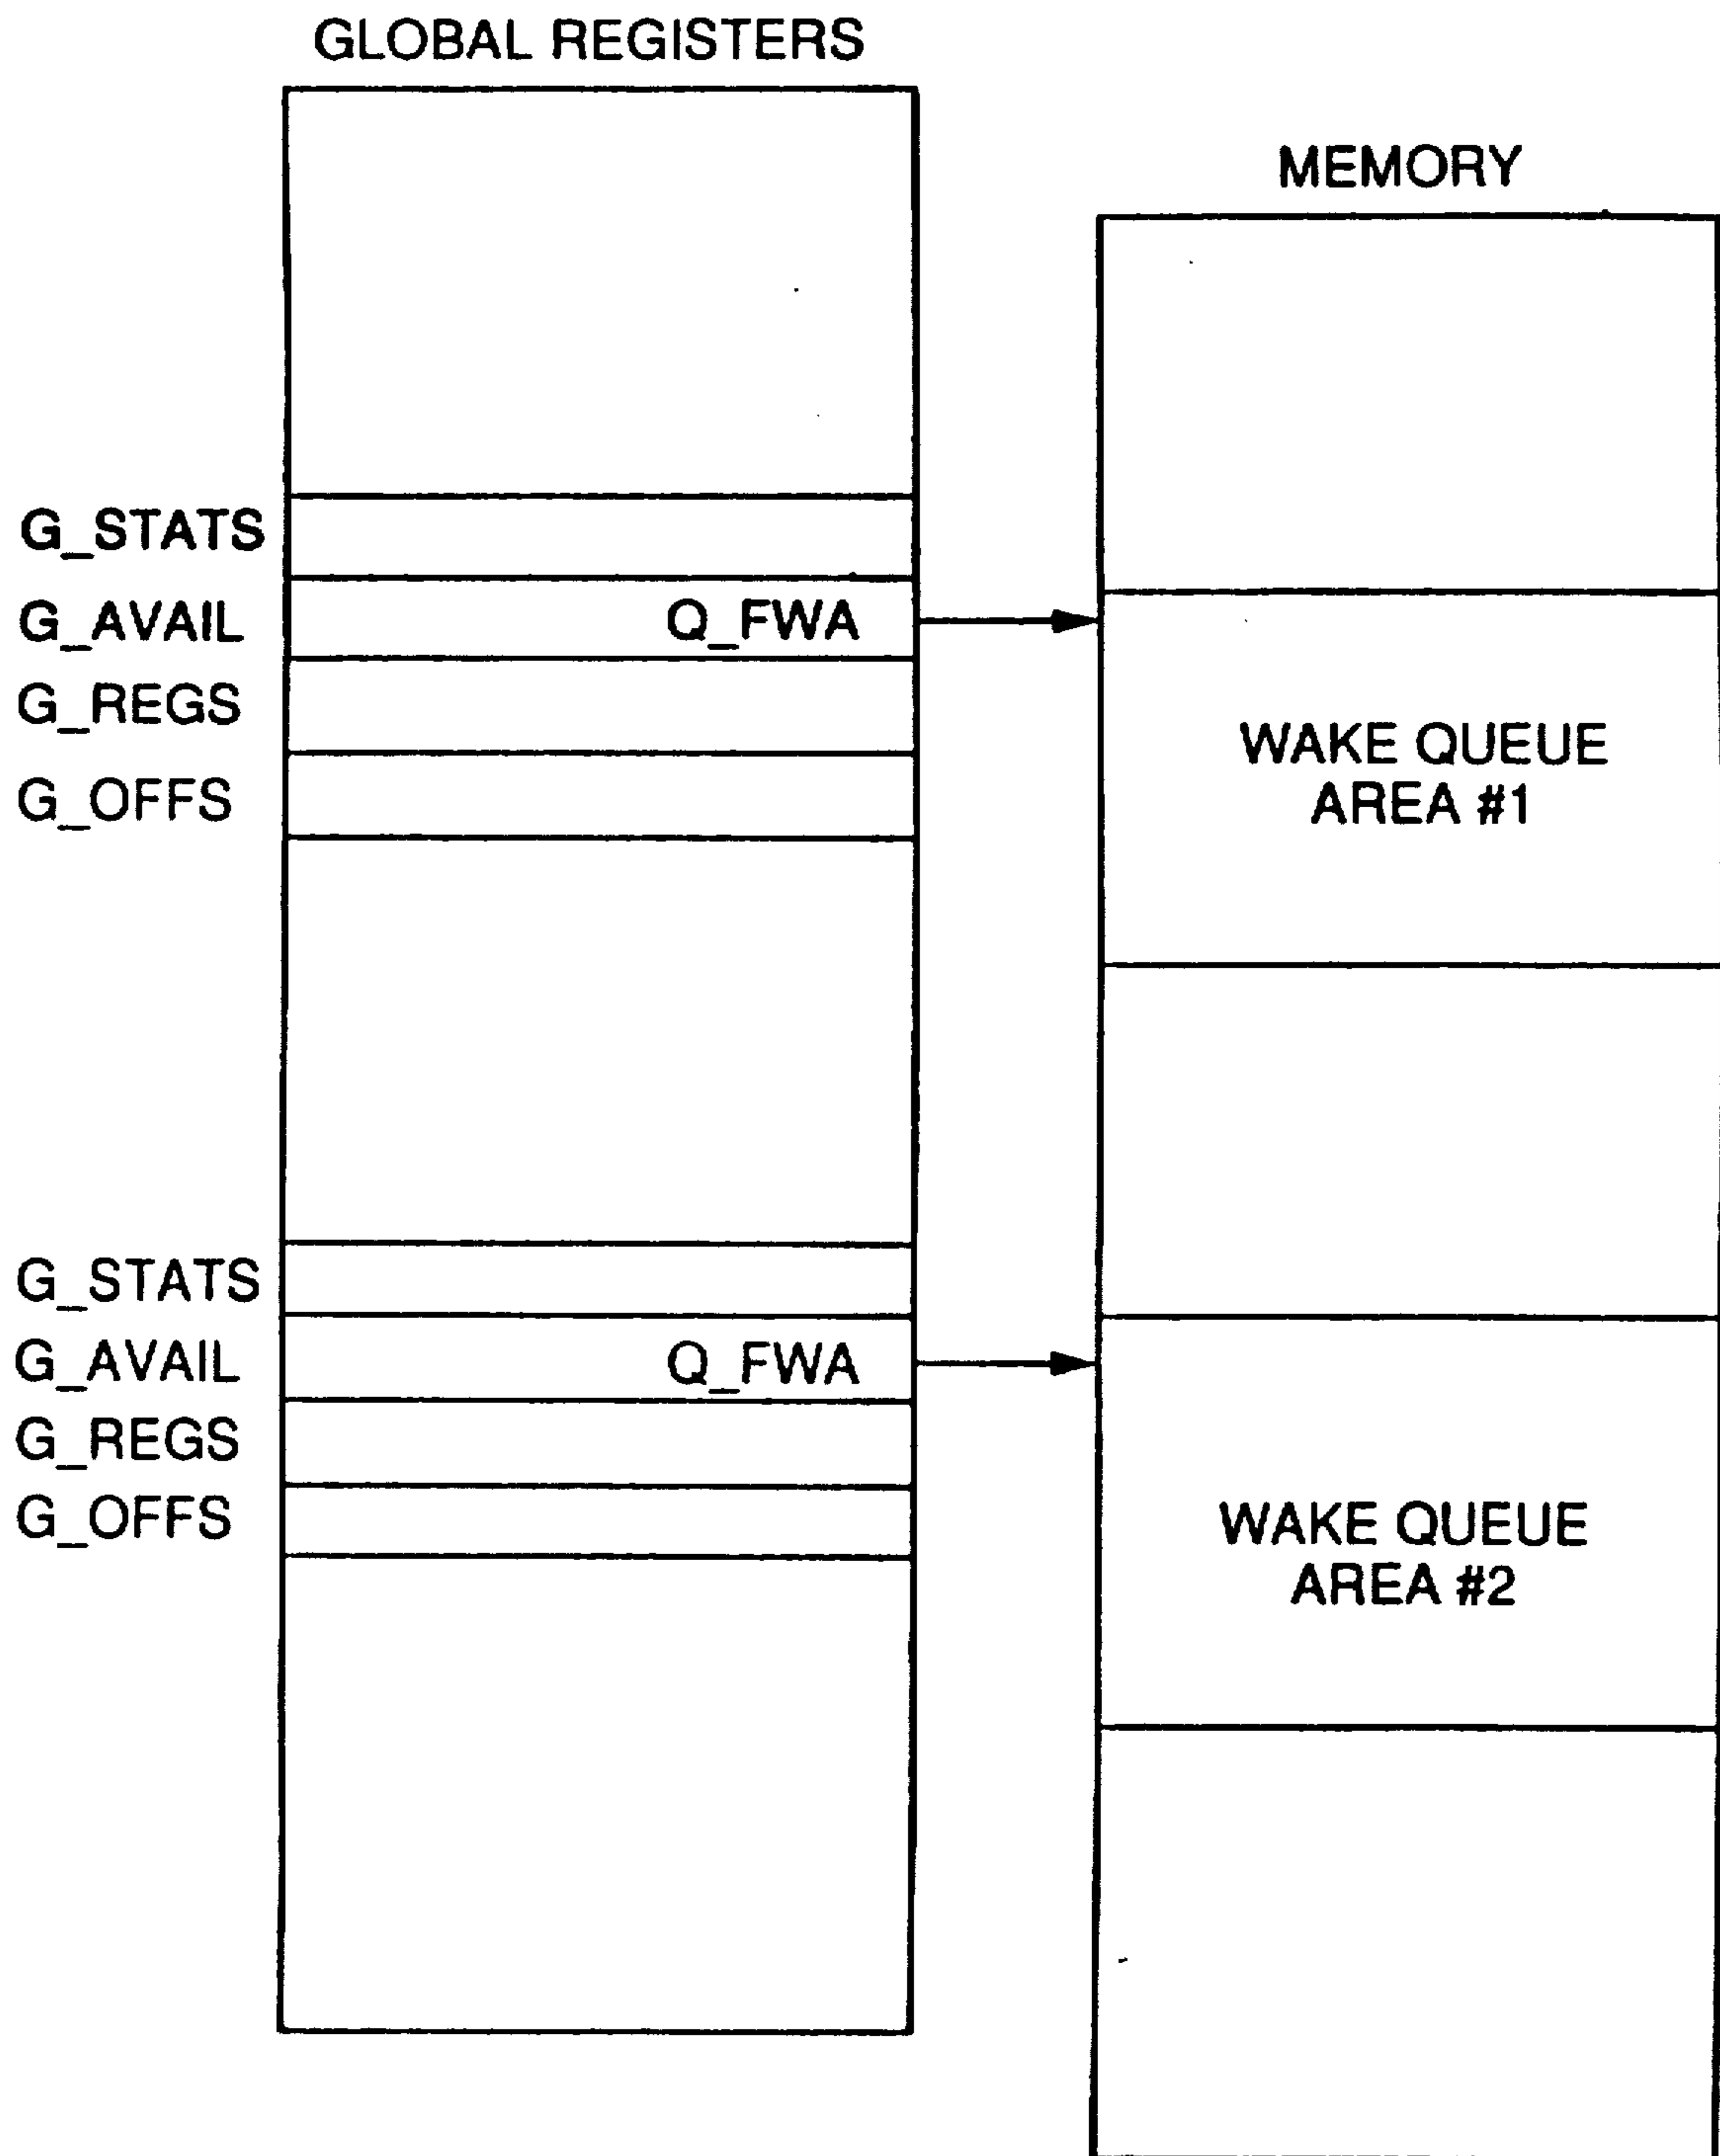 GLOBAL REGISTERS
MEMORY
G_STATS
G_AVAIL Q_FWA
G_REGS
G_OFFS
WAKE QUEUE
AREA #1
G_STATS
G_AVAIL Q_FWA
G_REGS
G_OFFS
WAKE QUEUE
AREA #2